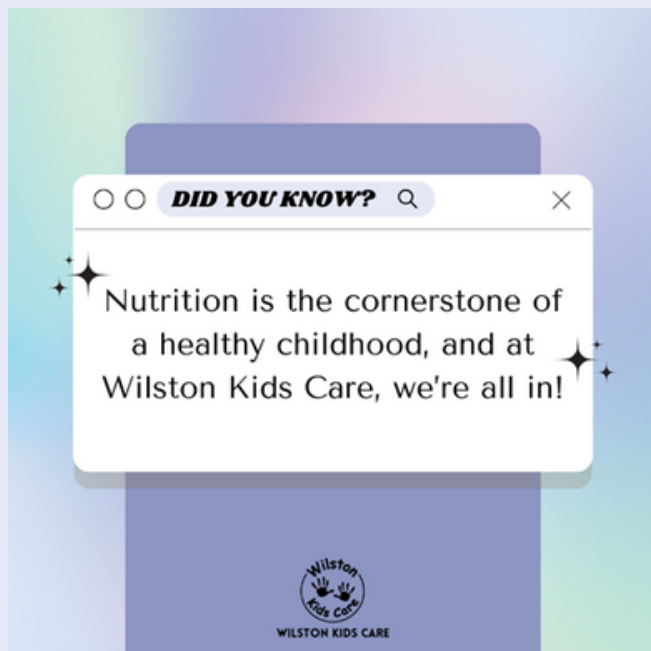 DID YOU KNOW?
Nutrition is the cornerstone of
a healthy childhood, and at
Wilston Kids Care, we're all in!
Wilston
Kids Care
WILSTON KIDS CARE